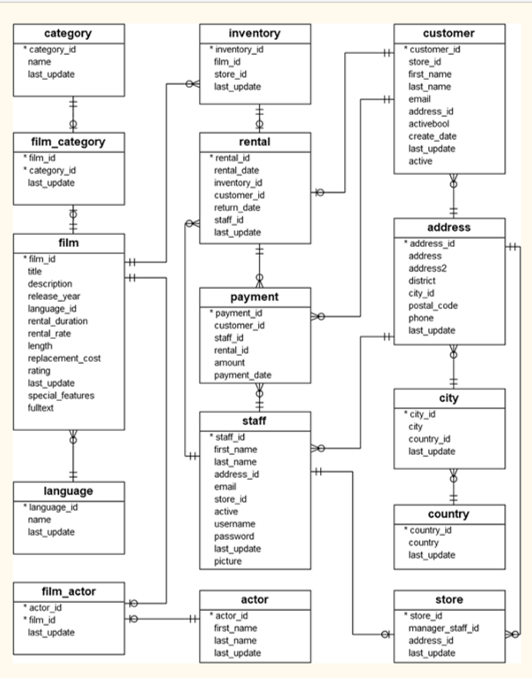 category
* category_id
name
last_update
film_category
* film_id
* category_id
last_update
film
* film_id
title
description
release_year
language_id
rental_duration
rental_rate
length
replacement_cost
rating
last_update
special_features
fulltext
language
* language_id
name
last_update
film_actor
* actor_id
* film_id
last_update
inventory
* inventory_id
film_id
store_id
last_update
rental
* rental_id
rental_date
inventory_id
customer_id
return_date
staff_id
last_update
payment
* payment_id
customer_id
staff_id
rental_id
amount
payment_date
staff
* staff_id
first_name
last_name
address_id
email
store_id
active
username
password
last_update
picture
actor
* actor_id
first_name
last_name
last_update
customer
* customer_id
store_id
first_name
last_name
email
address_id
activebool
create_date
last_update
active
address
* address_id
address
address2
district
city_id
postal_code
phone
last_update
city
* city_id
city
country_id
last_update
country
* country_id
country
last_update
store
* store_id
manager_staff_id
address_id
last_update